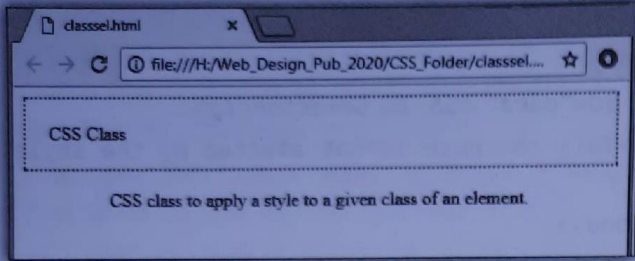 classsel.html
file:///H:/Web_Design_Pub_2020/CSS_Folder/classsel....
CSS Class
CSS class to apply a style to a given class of an element.